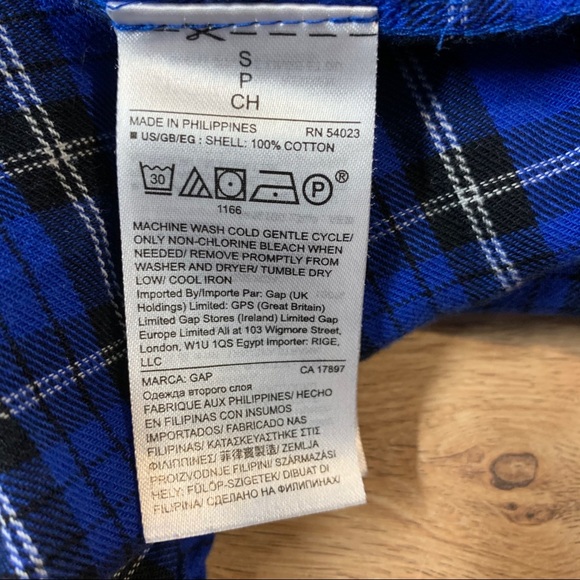 S
P
CH
MADE IN PHILIPPINES RN 54023
■ US/GB/EG : SHELL: 100% COTTON
30 P ®
1166
MACHINE WASH COLD GENTLE CYCLE/
ONLY NON-CHLORINE BLEACH WHEN
NEEDED/ REMOVE PROMPTLY FROM
WASHER AND DRYER/ TUMBLE DRY
LOW/ COOL IRON
Imported By/Importe Par: Gap (UK
Holdings) Limited: GPS (Great Britain)
Limited Gap Stores (Ireland) Limited Gap
Europe Limited All at 103 Wigmore Street,
London, W1U 1QS Egypt Importer: RIGE,
LLC
MARCA: GAP CA 17897
Одежда второго слоя
FABRIQUE AUX PHILIPPINES/ HECHO
EN FILIPINAS CON INSUMOS
IMPORTADOS/ FABRICADO NAS
FILIPINAS/ ΚΑΤΑΣΚΕΥΑΣΤΗΚΕ ΣΤΙΣ
ΦΙΛΙΠΠΙΝΕΣ/ 菲律賓製造/ ZEMLJA
PROIZVODNJE FILIPINI/ SZÁRMAZÁSI
HELY: FÜLÖP-SZIGETEK/ DIBUAT DI
FILIPINA/ СДЕЛАНО НА ФИЛИПИНАХ/